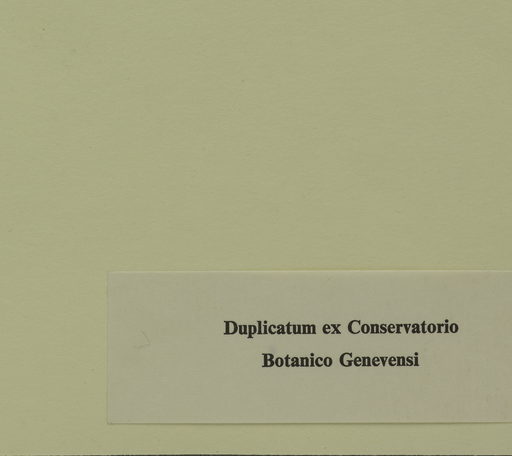 Duplicatum ex Conservatorio
Botanico Genevensi